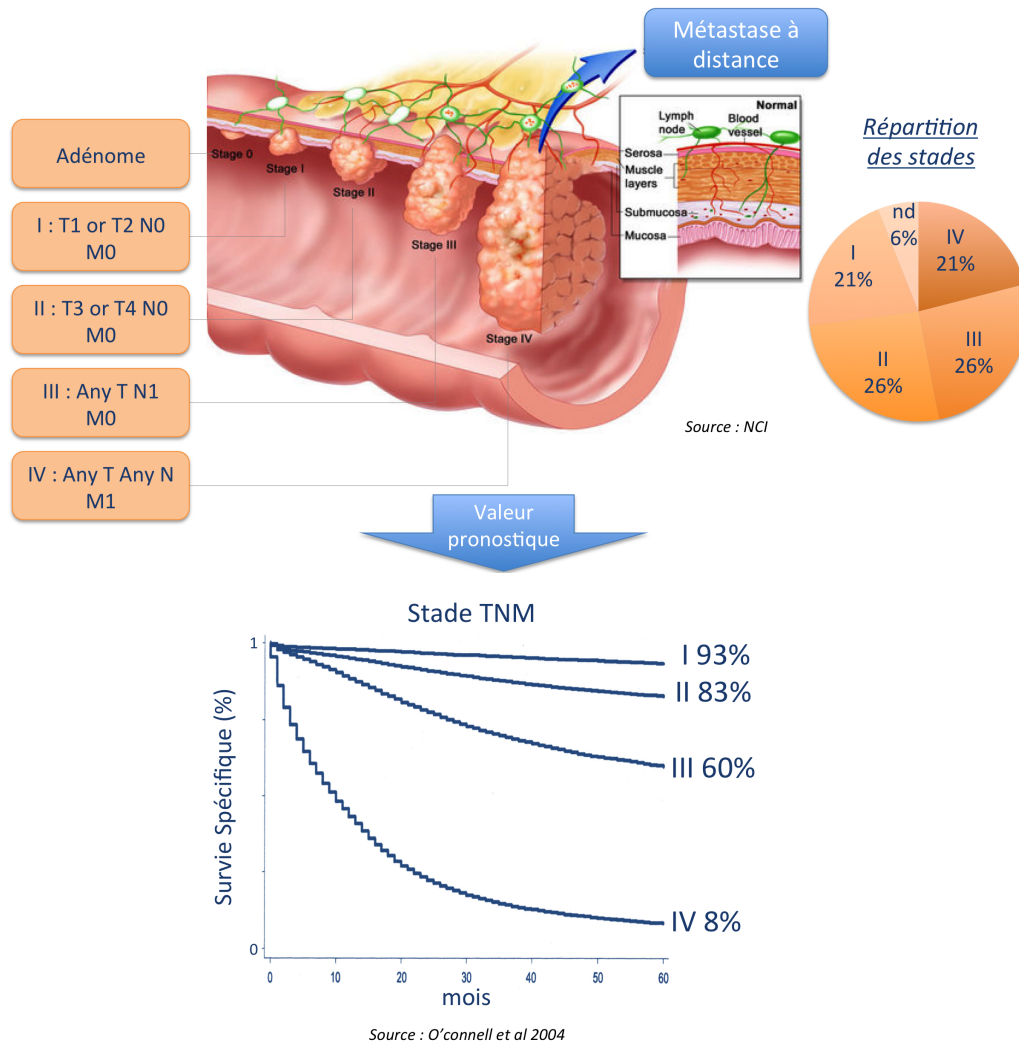 Métastase à
distance
Adénome
I : T1 or T2 N0
M0
II : T3 or T4 N0
M0
III : Any T N1
M0
IV : Any T Any N
M1
Stage 0
Stage I
Stage II
Stage III
Stage IV
Normal
Lymph
node
Blood
vessel
Serosa
Muscle
layers
Submucosa
Mucosa
Répartition
des stades
nd
6%
IV
21%
I
21%
III
26%
II
26%
Source : NCI
Valeur
pronostique
Stade TNM
Survie Spécifique (%)
1
0
I 93%
II 83%
III 60%
IV 8%
0 10 20 30 40 50 60
mois
Source : O'connell et al 2004